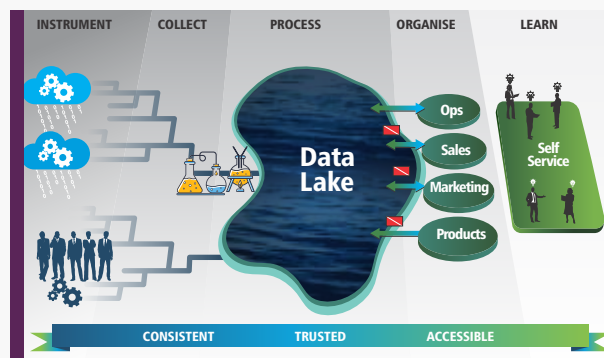 INSTRUMENT
COLLECT
PROCESS
ORGANISE
LEARN
Data
Lake
Ops
Sales
Marketing
Products
Self
Service
CONSISTENT
TRUSTED
ACCESSIBLE